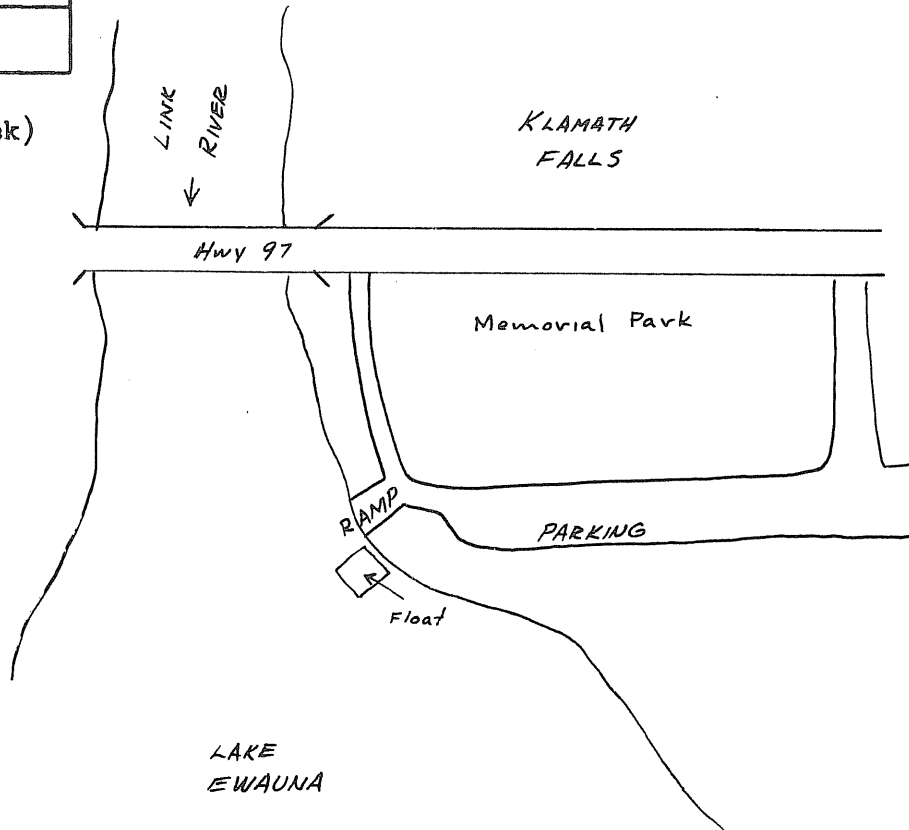 LINK
RIVER
KLAMATH
FALLS
Hwy 97
Memorial Park
RAMP
PARKING
Float
LAKE
EWAUNA